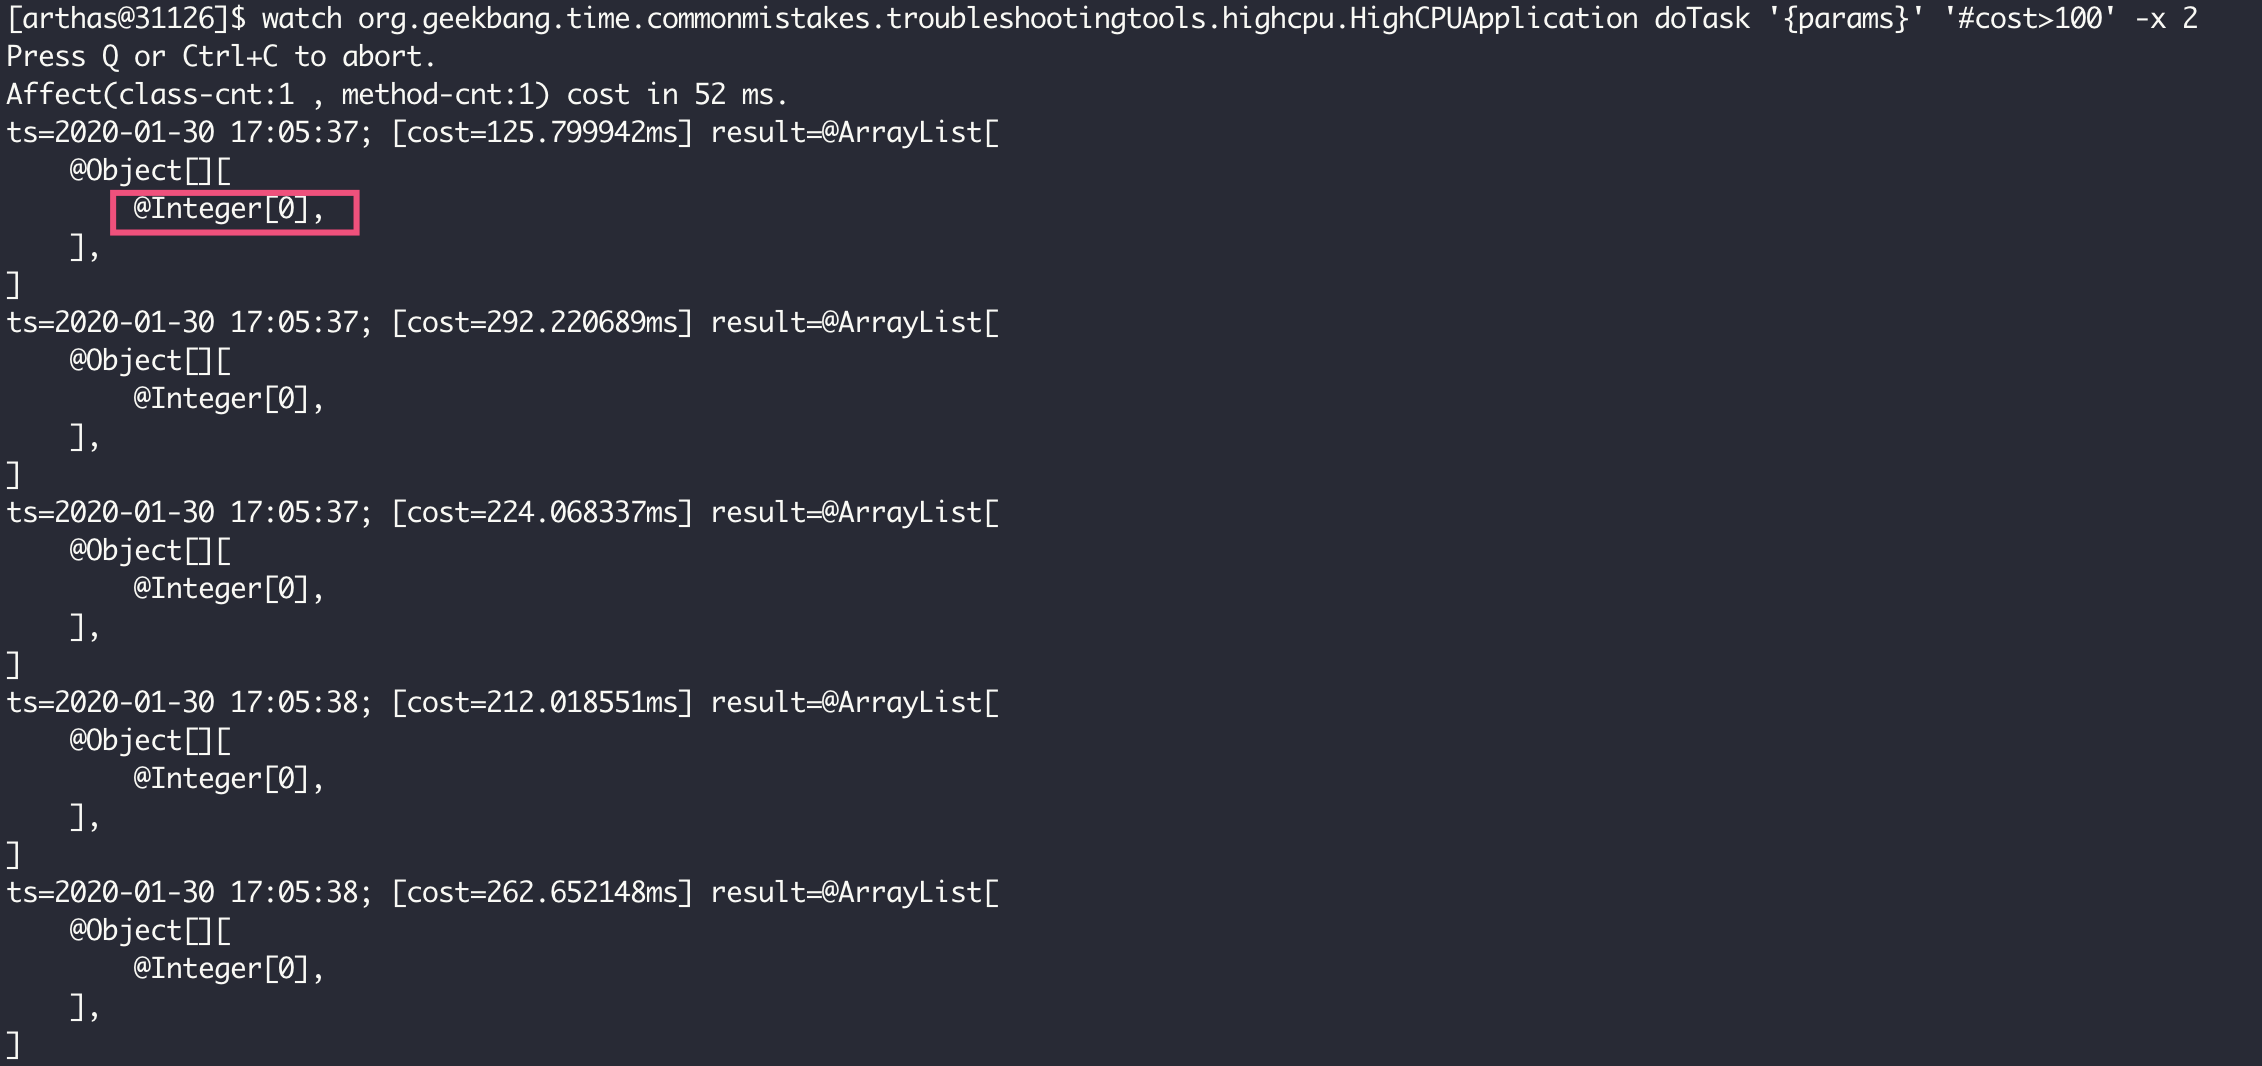 [arthas@31126]$ watch org.geekbang.time.commonmistakes.troubleshootingtools.highcpu.HighCPUApplication doTask '{params}' '#cost>100' -x 2
Press Q or Ctrl+C to abort.
Affect(class-cnt:1 , method-cnt:1) cost in 52 ms.
ts=2020-01-30 17:05:37; [cost=125.799942ms] result=@ArrayList[
    @Object[][
        @Integer[0],
    ],
]
ts=2020-01-30 17:05:37; [cost=292.220689ms] result=@ArrayList[
    @Object[][
        @Integer[0],
    ],
]
ts=2020-01-30 17:05:37; [cost=224.068337ms] result=@ArrayList[
    @Object[][
        @Integer[0],
    ],
]
ts=2020-01-30 17:05:38; [cost=212.018551ms] result=@ArrayList[
    @Object[][
        @Integer[0],
    ],
]
ts=2020-01-30 17:05:38; [cost=262.652148ms] result=@ArrayList[
    @Object[][
        @Integer[0],
    ],
]